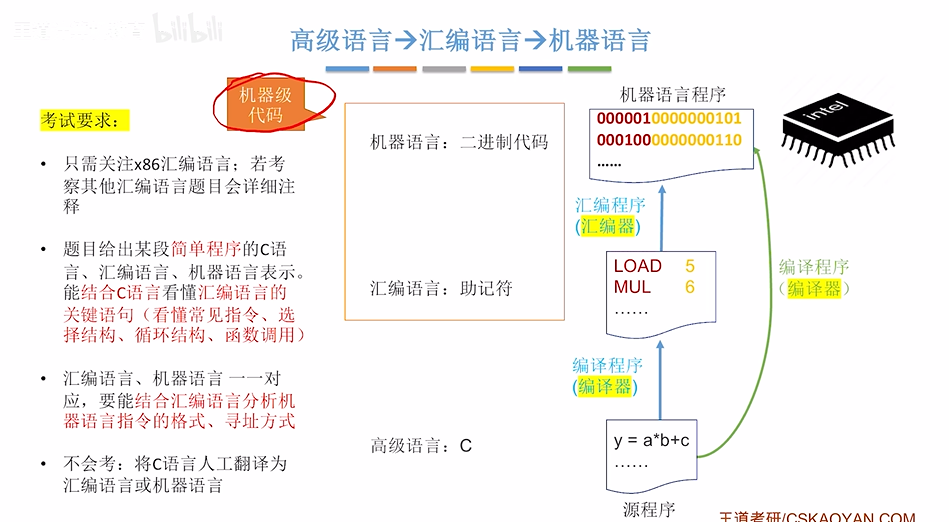 bilibili
高级语言→汇编语言→机器语言
机器级
代码
考试要求：
• 只需关注x86汇编语言；若考
察其他汇编语言题目会详细注
释
• 题目给出某段简单程序的C语
言、汇编语言、机器语言表示。
能结合C语言看懂汇编语言的
关键语句（看懂常见指令、选
择结构、循环结构、函数调用）
• 汇编语言、机器语言 一一对
应，要能结合汇编语言分析机
器语言指令的格式、寻址方式
• 不会考：将C语言人工翻译为
汇编语言或机器语言
机器语言：二进制代码
汇编语言：助记符
高级语言：C
机器语言程序
0000010000000101
0001000000000110
......
intel
汇编程序
(汇编器)
LOAD 5
MUL 6
......
编译程序
(编译器)
编译程序
（编译器）
y = a*b+c
......
源程序
王道考研/CSKAOYAN.COM